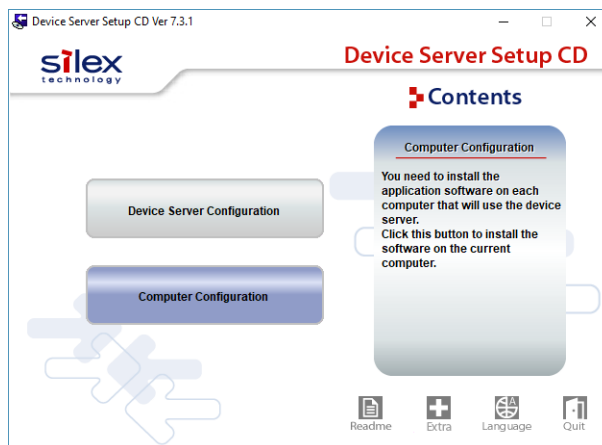 Device Server Setup CD Ver 7.3.1
silex
technology
Device Server Setup CD
Contents
Device Server Configuration
Computer Configuration
Computer Configuration
You need to install the
application software on each
computer that will use the device
server.
Click this button to install the
software on the current
computer.
Readme
Extra
A
Language
Quit